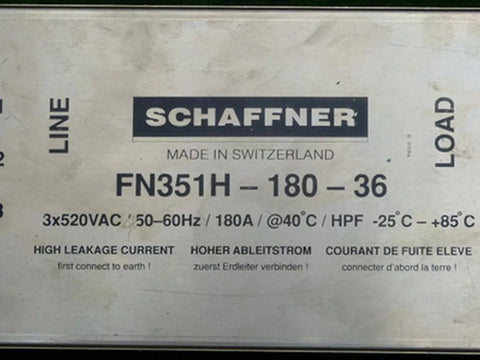 LINE
SCHAFFNER
LOAD
MADE IN SWITZERLAND
FN351H – 180 – 36
3x520VAC / 50–60Hz / 180A / @40°C / HPF -25°C – +85°C
HIGH LEAKAGE CURRENT HOHER ABLEITSTROM COURANT DE FUITE ELEVE
first connect to earth ! zuerst Erdleiter verbinden ! connecter d'abord la terre !